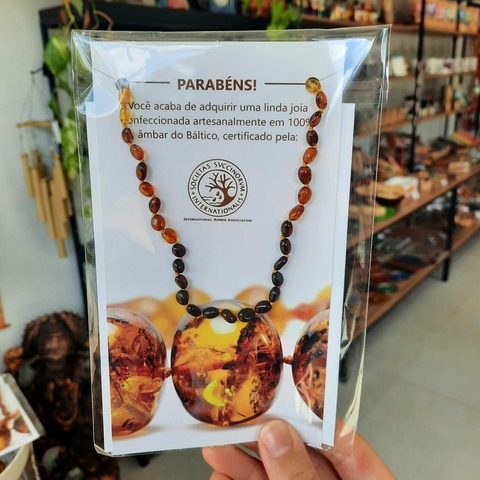 PARABÉNS!
Você acaba de adquirir uma linda joia
confeccionada artesanalmente em 100%
âmbar do Báltico, certificado pela:
SOCIETAS SVCCINORVM
INTERNATIONALIS
INTERNATIONAL AMBER ASSOCIATION